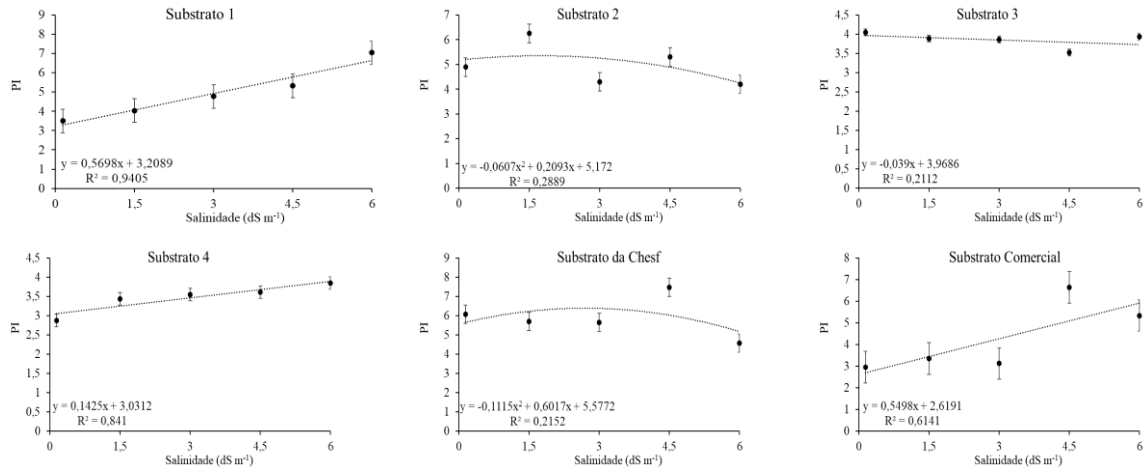 Substrato 1
9
8
7
6
5
4
3
2
1
0
PI
y = 0,5698x + 3,2089
R² = 0,9405
0 1,5 3 4,5 6
Salinidade (dS m⁻¹)
Substrato 2
7
6
5
4
3
2
1
0
PI
y = -0,0607x² + 0,2093x + 5,172
R² = 0,2889
0 1,5 3 4,5 6
Salinidade (dS m⁻¹)
Substrato 3
4,5
4
3,5
3
2,5
2
1,5
1
0,5
0
PI
y = -0,039x + 3,9686
R² = 0,2112
0 1,5 3 4,5 6
Salinidade (dS m⁻¹)
Substrato 4
4,5
4
3,5
3
2,5
2
1,5
1
0,5
0
PI
y = 0,1425x + 3,0312
R² = 0,841
0 1,5 3 4,5 6
Salinidade (dS m⁻¹)
Substrato da Chesf
9
8
7
6
5
4
3
2
1
0
PI
y = -0,1115x² + 0,6017x + 5,5772
R² = 0,2152
0 1,5 3 4,5 6
Salinidade (dS m⁻¹)
Substrato Comercial
8
7
6
5
4
3
2
1
0
PI
y = 0,5498x + 2,6191
R² = 0,6141
0 1,5 3 4,5 6
Salinidade (dS m⁻¹)